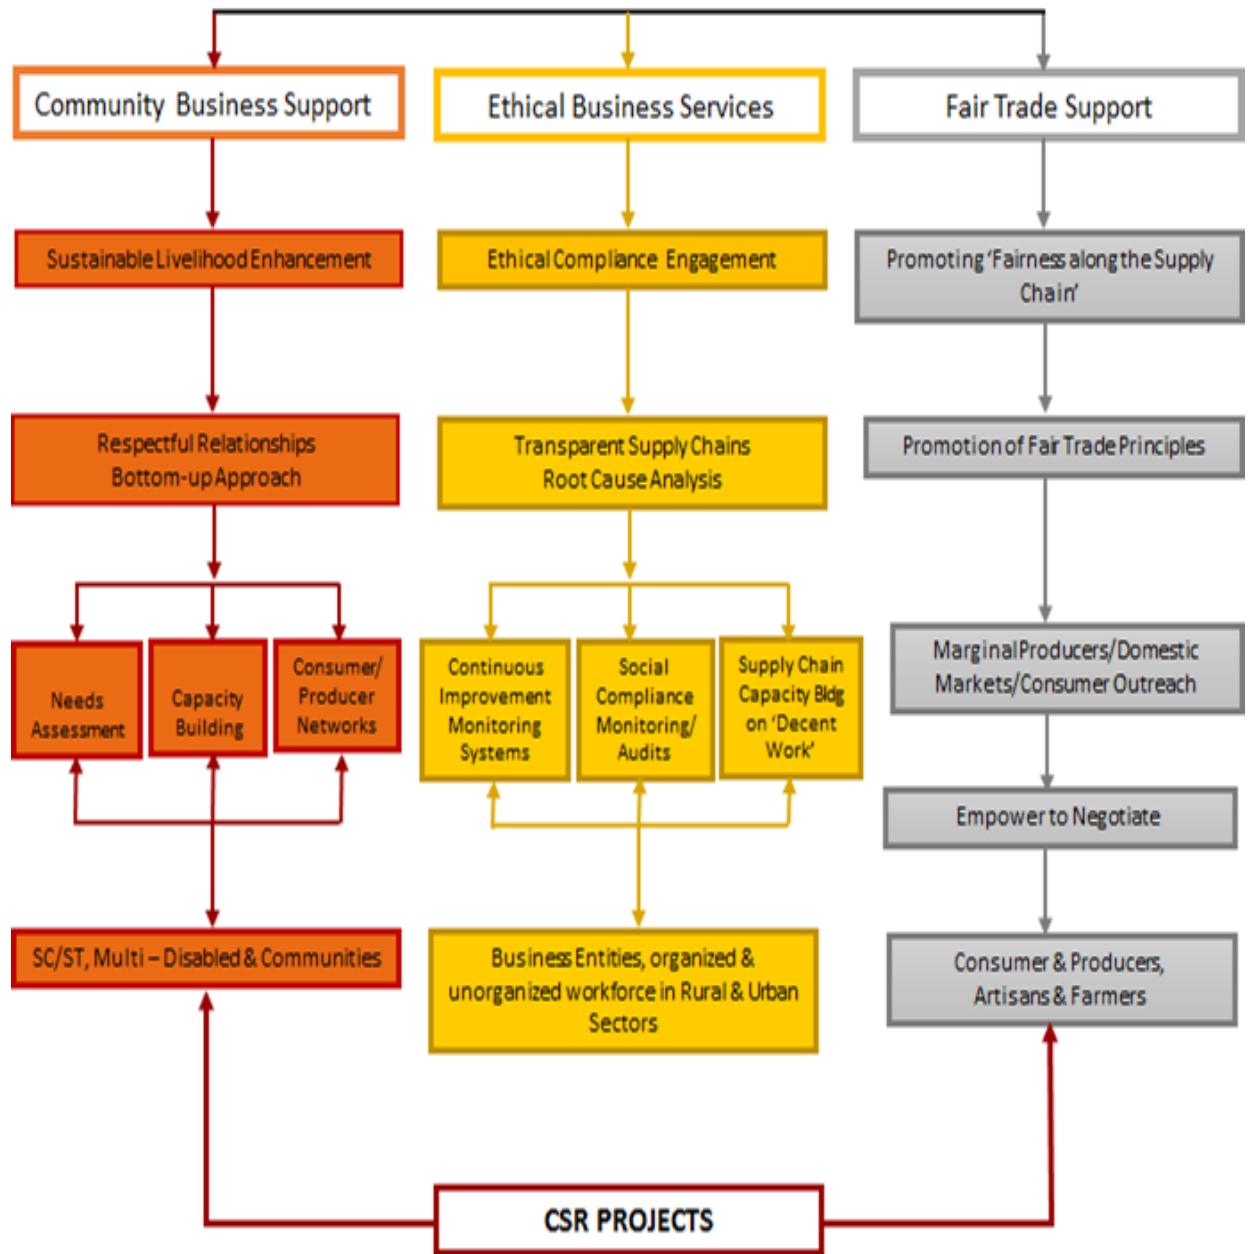 Community Business Support
Ethical Business Services
Fair Trade Support
Sustainable Livelihood Enhancement
Ethical Compliance Engagement
Promoting ‘Fairness along the Supply
Chain’
Respectful Relationships
Bottom-up Approach
Transparent Supply Chains
Root Cause Analysis
Promotion of Fair Trade Principles
Needs
Assessment
Capacity
Building
Consumer/
Producer
Networks
Continuous
Improvement
Monitoring
Systems
Social
Compliance
Monitoring/
Audits
Supply Chain
Capacity Bldg
on ‘Decent
Work’
Marginal Producers/Domestic
Markets/Consumer Outreach
Empower to Negotiate
SC/ST, Multi – Disabled & Communities
Business Entities, organized &
unorganized workforce in Rural & Urban
Sectors
Consumer & Producers,
Artisans & Farmers
CSR PROJECTS